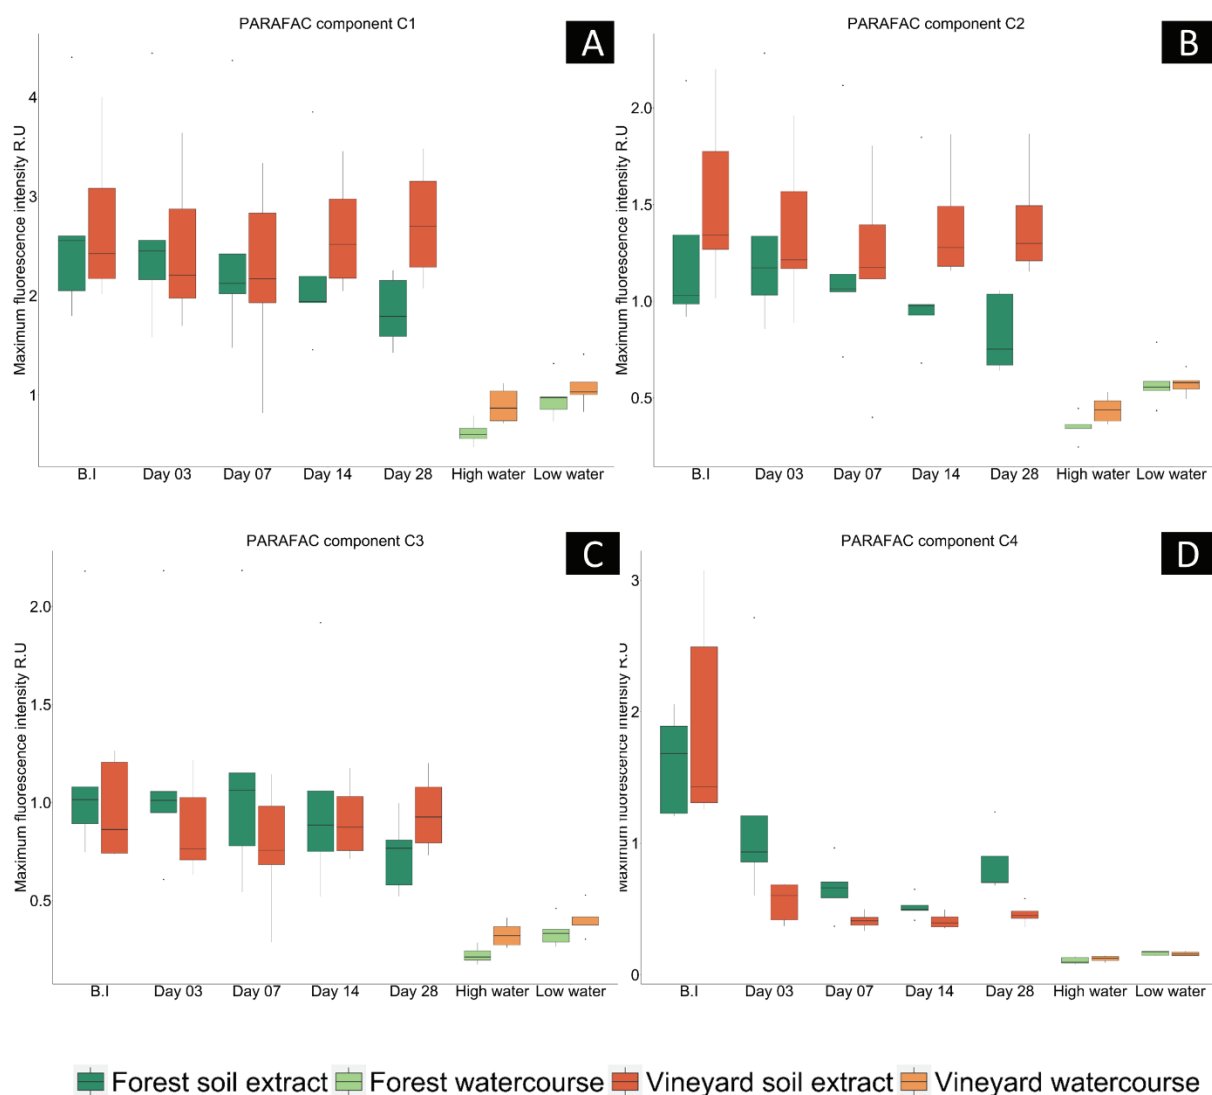 PARAFAC component C1
A
Maximum fluorescence intensity R.U
4
3
2
1
B.I Day 03 Day 07 Day 14 Day 28 High water Low water
PARAFAC component C2
B
Maximum fluorescence intensity R.U
2.0
1.5
1.0
0.5
B.I Day 03 Day 07 Day 14 Day 28 High water Low water
PARAFAC component C3
C
Maximum fluorescence intensity R.U
2.0
1.5
1.0
0.5
B.I Day 03 Day 07 Day 14 Day 28 High water Low water
PARAFAC component C4
D
Maximum fluorescence intensity R.U
3
2
1
0
B.I Day 03 Day 07 Day 14 Day 28 High water Low water
Forest soil extract Forest watercourse Vineyard soil extract Vineyard watercourse